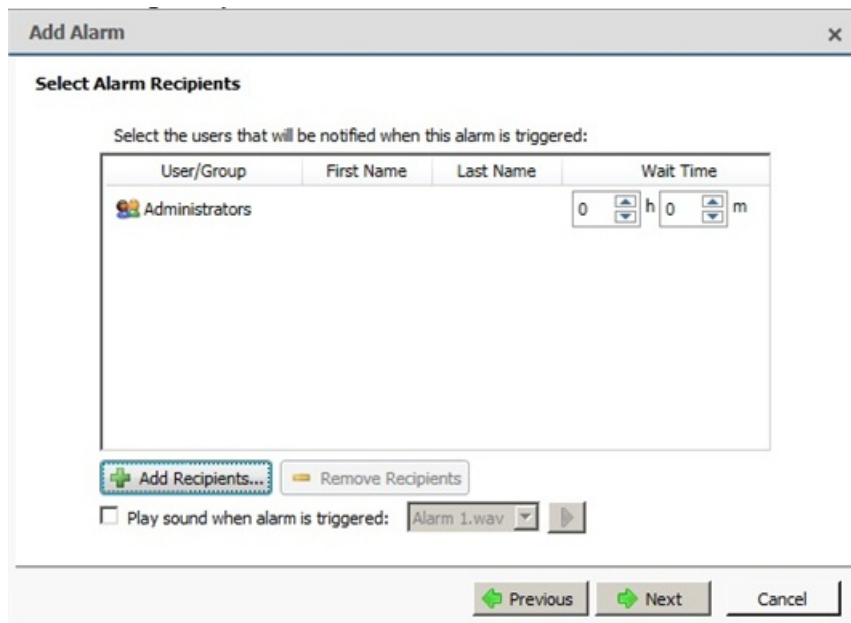 Add Alarm
Select Alarm Recipients
Select the users that will be notified when this alarm is triggered:
User/Group First Name Last Name Wait Time
Administrators 0 h 0 m
Add Recipients... Remove Recipients
Play sound when alarm is triggered: Alarm 1.wav
Previous Next Cancel